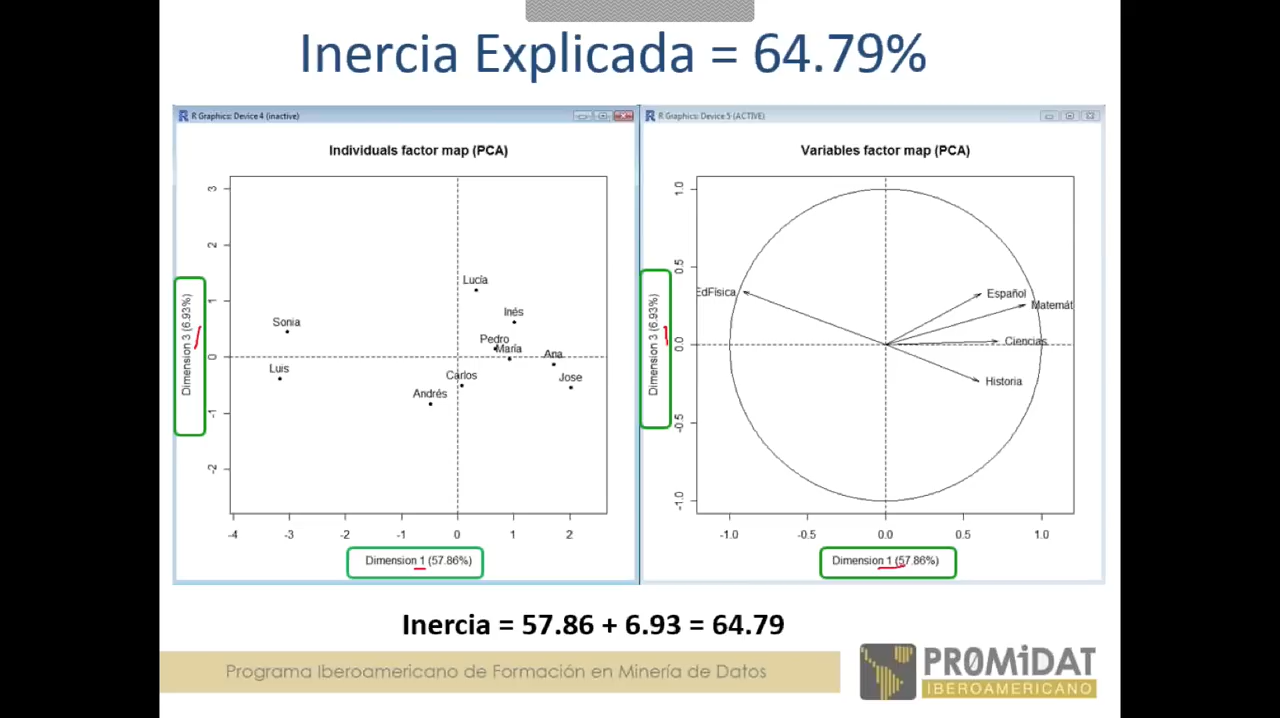 Inercia Explicada = 64.79%
R Graphics: Device 4 (inactive)
Individuals factor map (PCA)
Dimension 3 (6.93%)
3
2
1
0
-1
-2
Lucía
Inés
Sonia
Pedro
María
Ana
Luis
Carlos
Jose
Andrés
-4 -3 -2 -1 0 1 2
Dimension 1 (57.86%)
R Graphics: Device 5 (ACTIVE)
Variables factor map (PCA)
Dimension 3 (6.93%)
1.0
0.5
0.0
-0.5
-1.0
EdFísica
Español
Matemát
Ciencias
Historia
-1.0 -0.5 0.0 0.5 1.0
Dimension 1 (57.86%)
Inercia = 57.86 + 6.93 = 64.79
Programa Iberoamericano de Formación en Minería de Datos
PR0MiDAT
IBEROAMERICANO